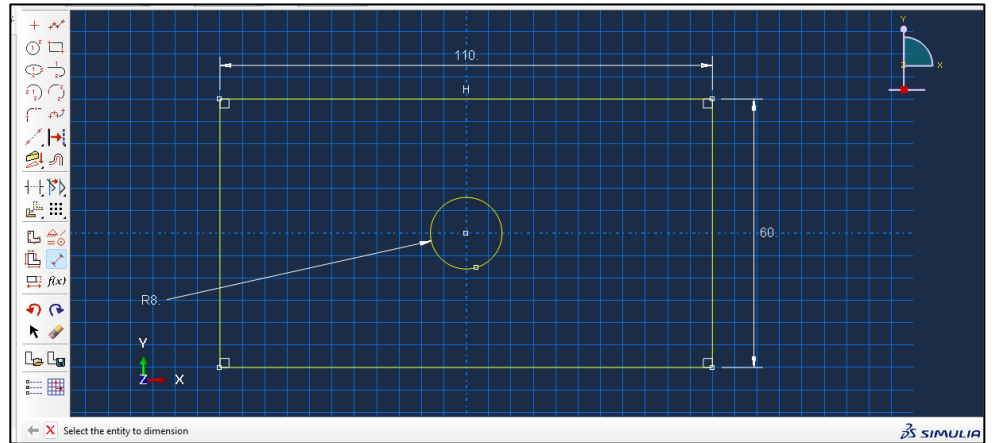 110.
H
Y
X
Z
60.
R8.
Y
Z
X
f(x)
Select the entity to dimension
SIMULIA